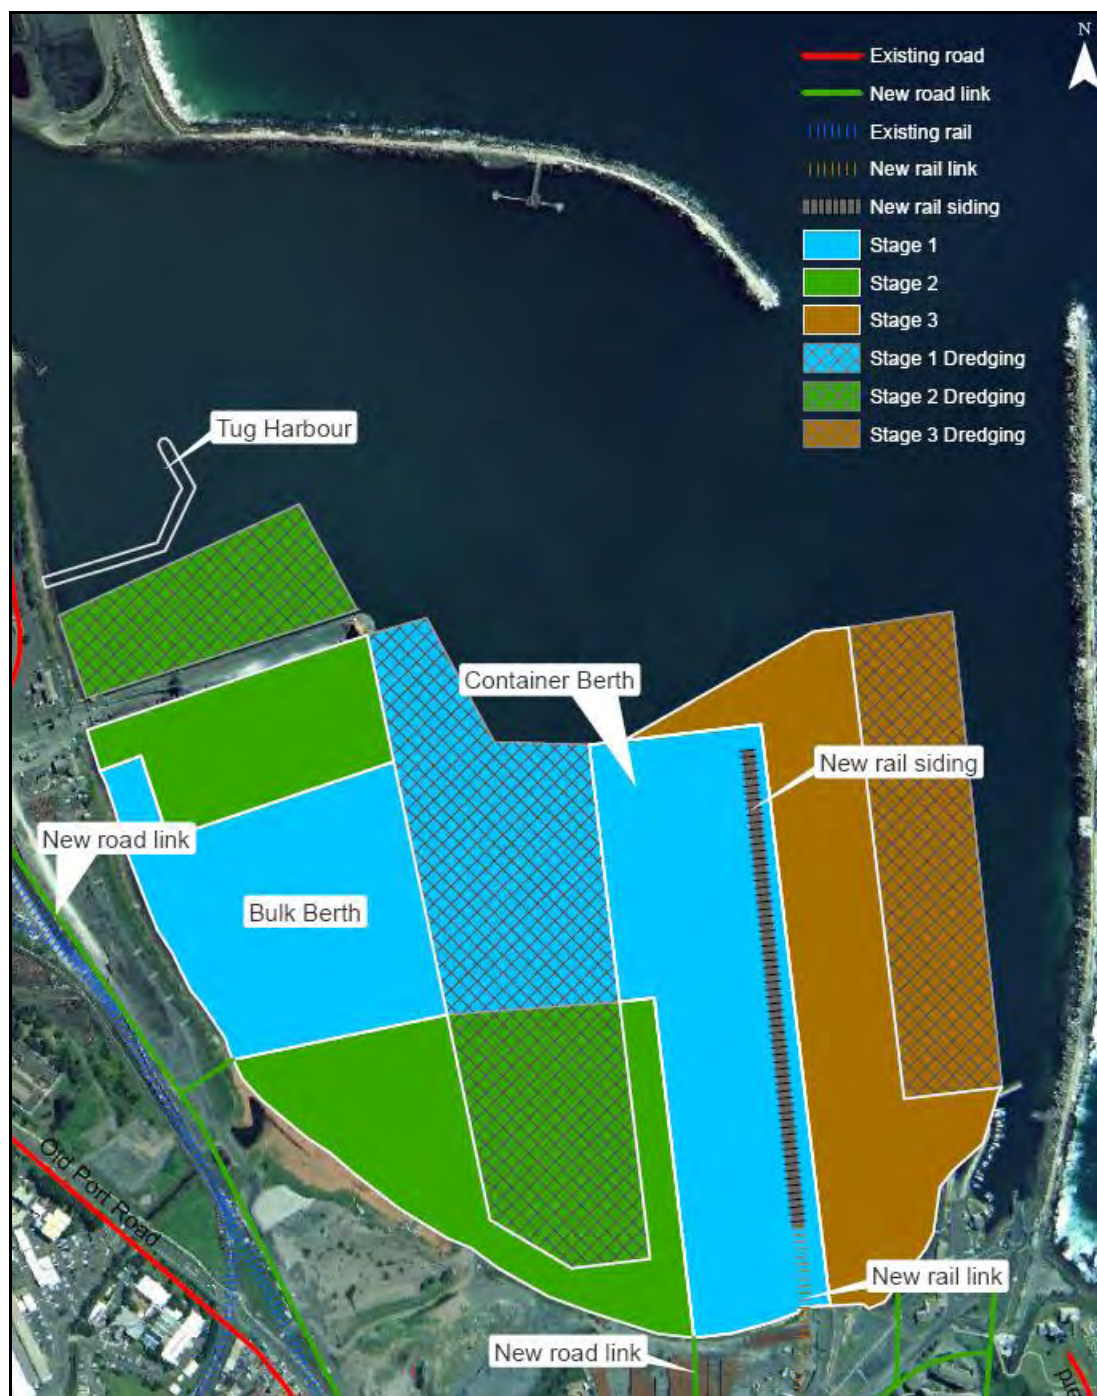 N
Existing road
New road link
Existing rail
New rail link
New rail siding
Stage 1
Stage 2
Stage 3
Stage 1 Dredging
Stage 2 Dredging
Stage 3 Dredging
Tug Harbour
Container Berth
New rail siding
New road link
Bulk Berth
Old Port Road
New rail link
New road link